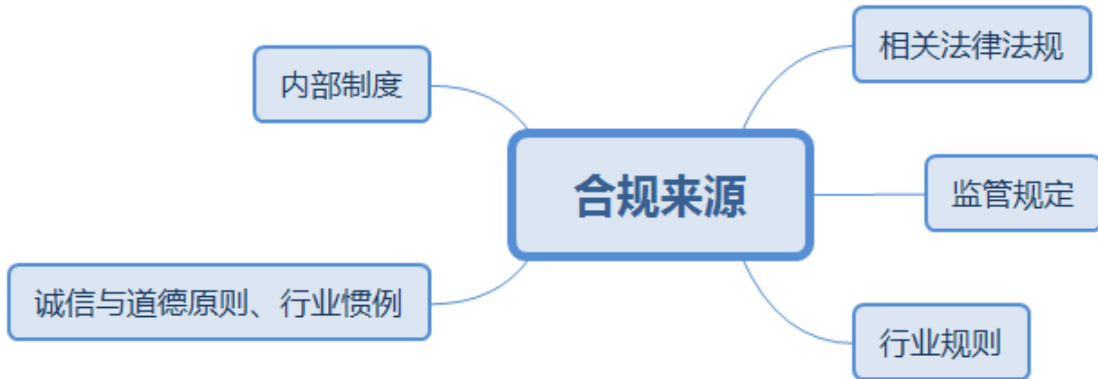 相关法律法规
内部制度
合规来源
监管规定
诚信与道德原则、行业惯例
行业规则